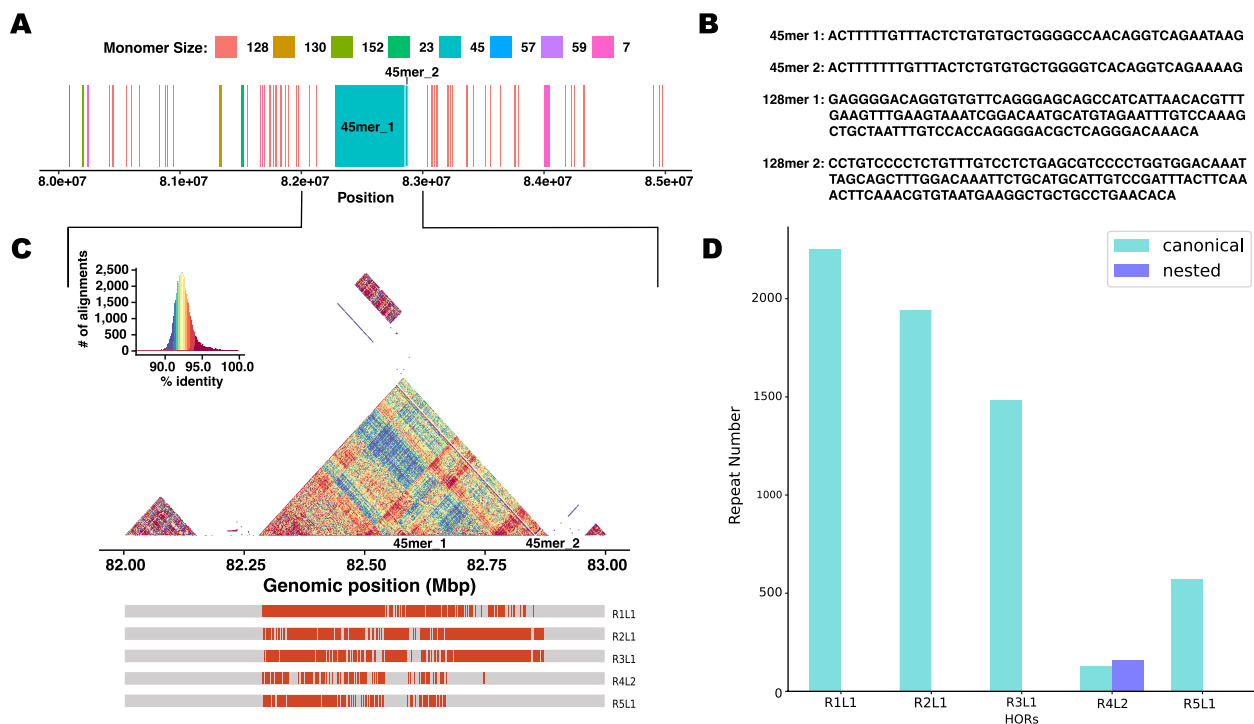 A
Monomer Size: 128 130 152 23 45 57 59 7
45mer_2
45mer_1
8.0e+07 8.1e+07 8.2e+07 8.3e+07 8.4e+07 8.5e+07
Position
B
45mer 1: ACTTTTTGTTTACTCTGTGTGCTGGGGCCAACAGGTCAGAATAAG
45mer 2: ACTTTTTTTGTTTACTCTGTGTGCTGGGGTCACAGGTCAGAAAAG
128mer 1: GAGGGGACAGGTGTGTTCAGGGAGCAGCCATCATTAACACGTTT
GAAGTTTGAAGTAAATCGGACAATGCATGTAGAATTTGTCCAAAG
CTGCTAATTTGTCCACCAGGGGACGCTCAGGGACAAACA
128mer 2: CCTGTCCCCTCTGTTTGTCCTCTGAGCGTCCCCTGGTGGACAAAT
TAGCAGCTTTGGACAAATTCTGCATGCATTGTCCGATTTACTTCAA
ACTTCAAACGTGTAATGAAGGCTGCTGCCTGAACACA
C
# of alignments
2,500
2,000
1,500
1,000
500
0
90.0 95.0 100.0
% identity
45mer_1 45mer_2
82.00 82.25 82.50 82.75 83.00
Genomic position (Mbp)
R1L1
R2L1
R3L1
R4L2
R5L1
D
canonical
nested
Repeat Number
2000
1500
1000
500
0
R1L1 R2L1 R3L1 R4L2 R5L1
HORs